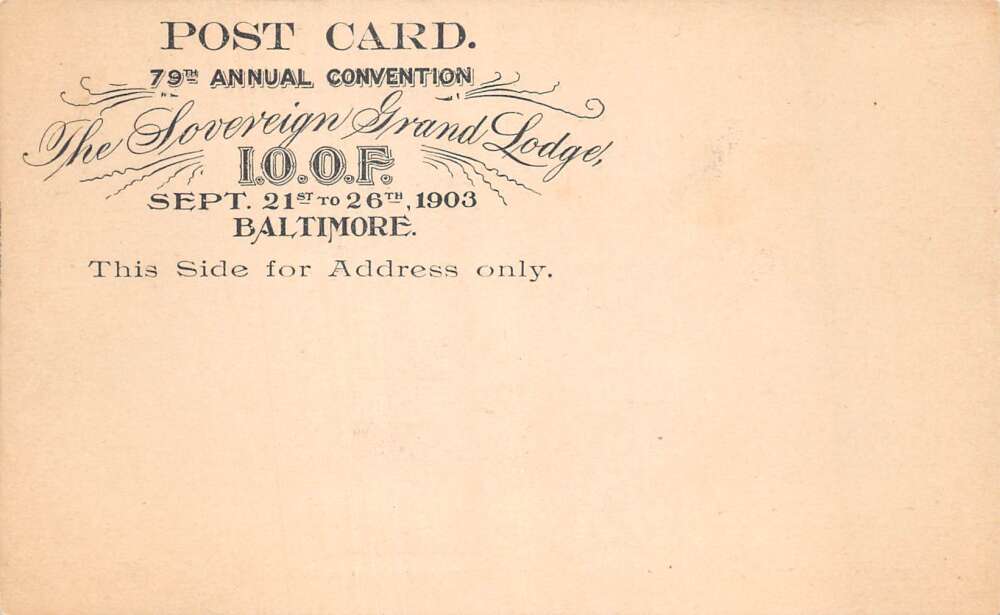 POST CARD.
79TH ANNUAL CONVENTION
The Sovereign Grand Lodge,
I.O.O.F.
SEPT. 21ST TO 26TH, 1903
BALTIMORE.
This Side for Address only.